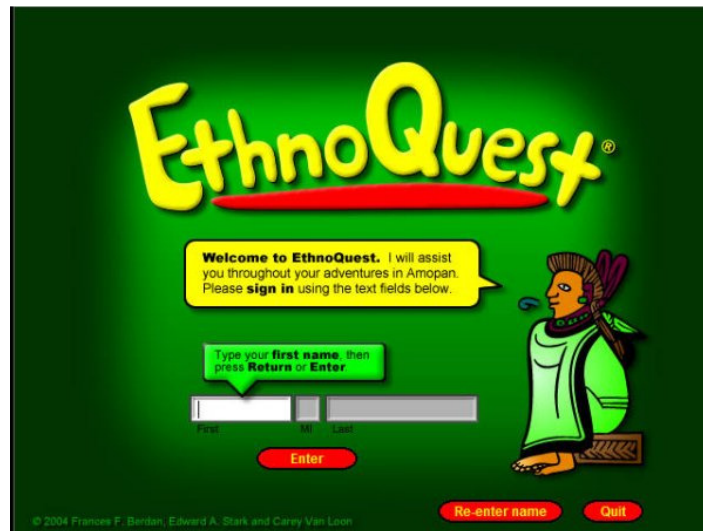 EthnoQuest®
Welcome to EthnoQuest. I will assist
you throughout your adventures in Amopan.
Please sign in using the text fields below.
Type your first name, then
press Return or Enter.
First MI Last
Enter
Re-enter name Quit
© 2004 Frances F. Berdan, Edward A. Stark and Carey Van Loon